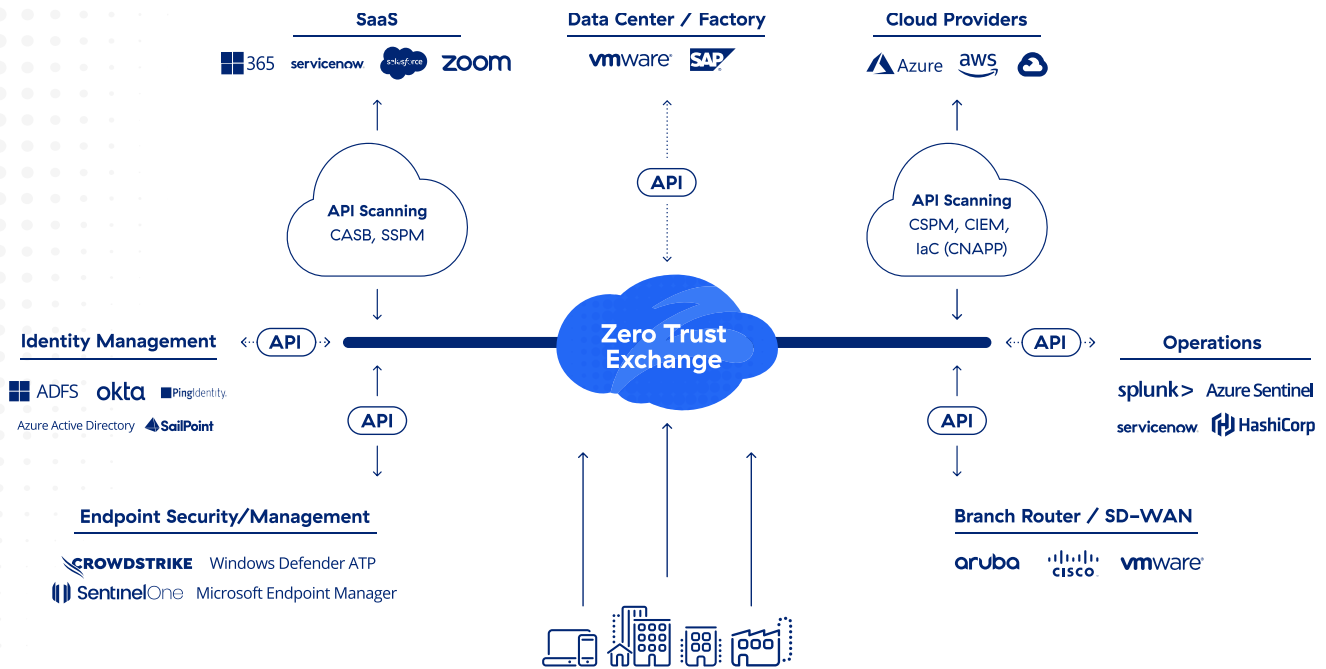 SaaS
365 servicenow salesforce zoom
Data Center / Factory
vmware® SAP
Cloud Providers
Azure aws
API
API Scanning
CASB, SSPM
API Scanning
CSPM, CIEM,
IaC (CNAPP)
Zero Trust
Exchange
Identity Management
API
API
Operations
ADFS okta PingIdentity.
Azure Active Directory SailPoint
splunk> Azure Sentinel
servicenow HashiCorp
API
API
Endpoint Security/Management
CROWDSTRIKE Windows Defender ATP
SentinelOne Microsoft Endpoint Manager
Branch Router / SD-WAN
aruba CISCO vmware®